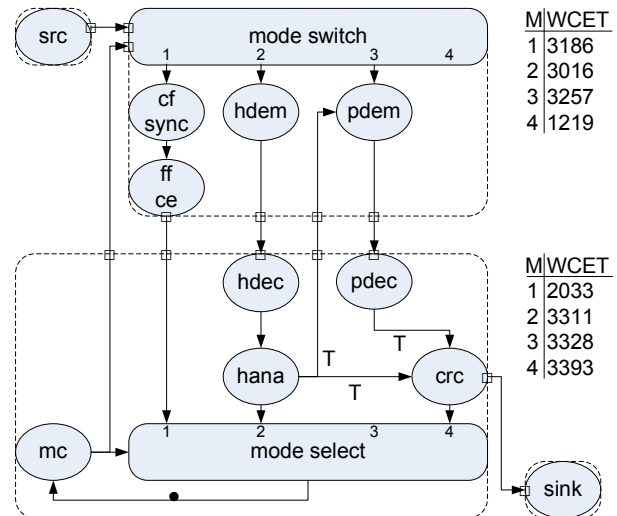 src
mode switch
1 2 3 4
M WCET
1 3186
2 3016
3 3257
4 1219
cf
sync
hdem
pdem
ff
ce
hdec
pdec
M WCET
1 2033
2 3311
3 3328
4 3393
T
T
hana
T
crc
mc
1 2 3 4
mode select
sink